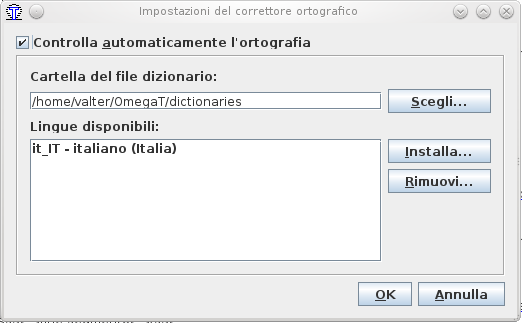 Impostazioni del correttore ortografico
Controlla automaticamente l'ortografia
Cartella del file dizionario:
/home/valter/OmegaT/dictionaries
Scegli...
Lingue disponibili:
it_IT - italiano (Italia)
Installa...
Rimuovi...
OK
Annulla